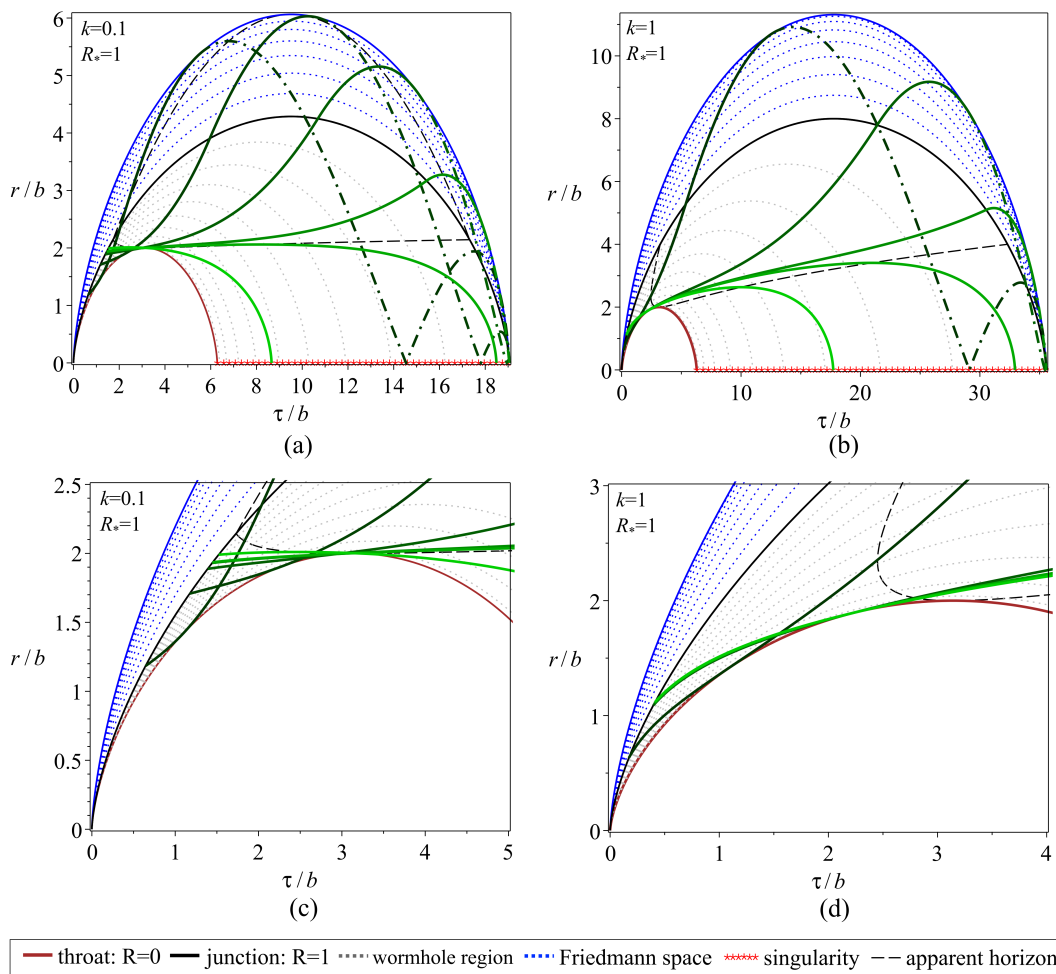 k=0.1
R*=1
r/b
6
5
4
3
2
1
0
0 2 4 6 8 10 12 14 16 18
τ/b
(a)
k=1
R*=1
r/b
10
8
6
4
2
0
0 10 20 30
τ/b
(b)
k=0.1
R*=1
r/b
2.5
2
1.5
1
0.5
0
0 1 2 3 4 5
τ/b
(c)
k=1
R*=1
r/b
3
2
1
0
0 1 2 3 4
τ/b
(d)
throat: R=0 junction: R=1 wormhole region Friedmann space singularity apparent horizon